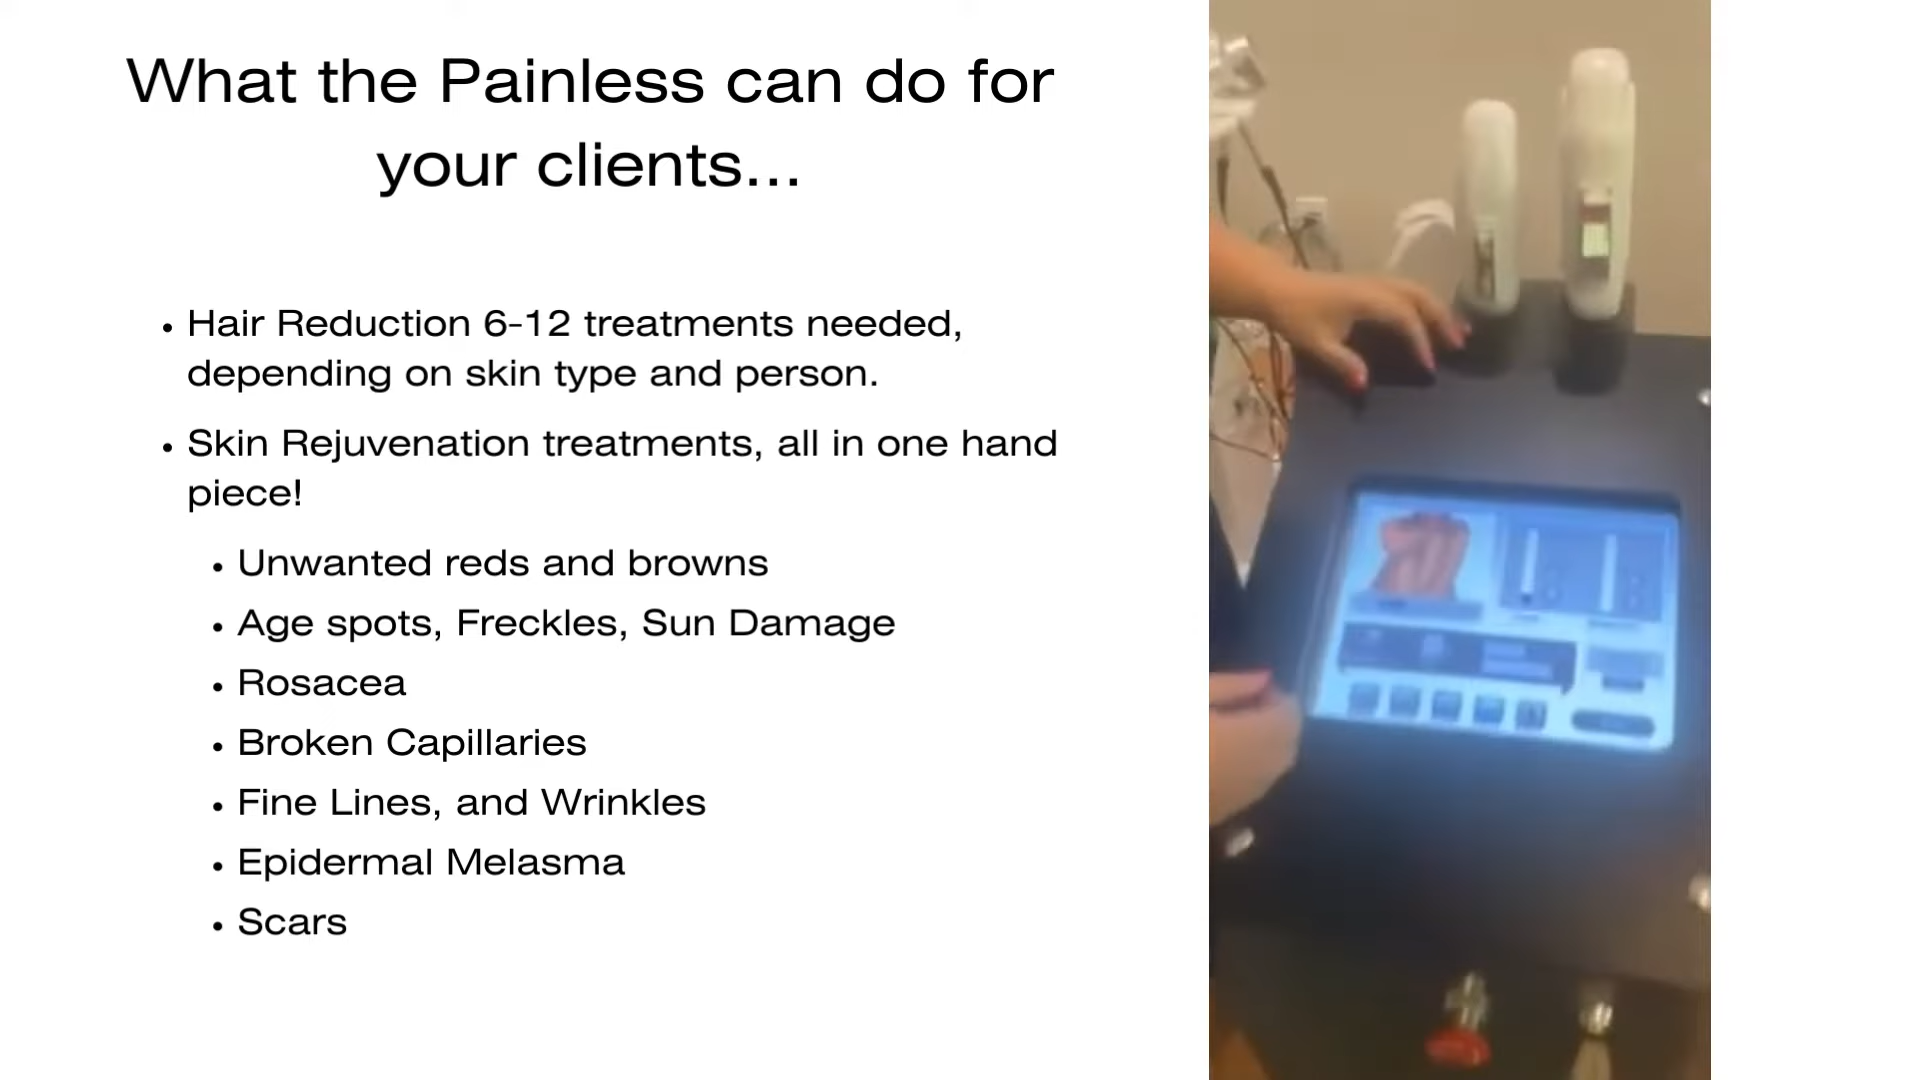 What the Painless can do for
your clients...
• Hair Reduction 6-12 treatments needed,
depending on skin type and person.
• Skin Rejuvenation treatments, all in one hand
piece!
• Unwanted reds and browns
• Age spots, Freckles, Sun Damage
• Rosacea
• Broken Capillaries
• Fine Lines, and Wrinkles
• Epidermal Melasma
• Scars